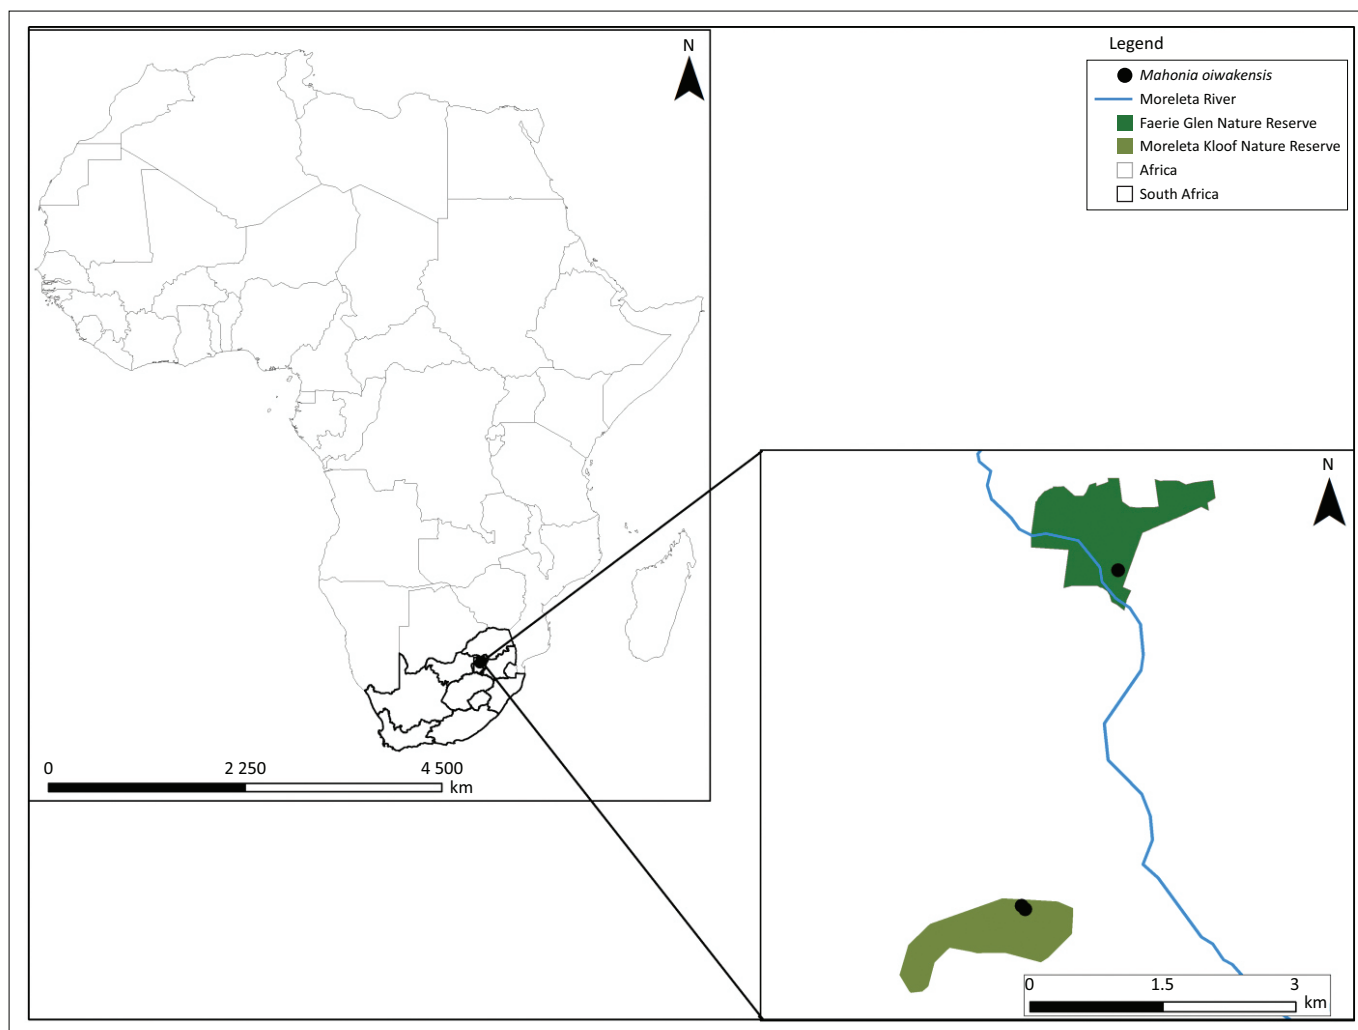 N
Legend
Mahonia oiwakensis
Moreleta River
Faerie Glen Nature Reserve
Moreleta Kloof Nature Reserve
Africa
South Africa
N
0 2 250 4 500
km
0 1.5 3
km